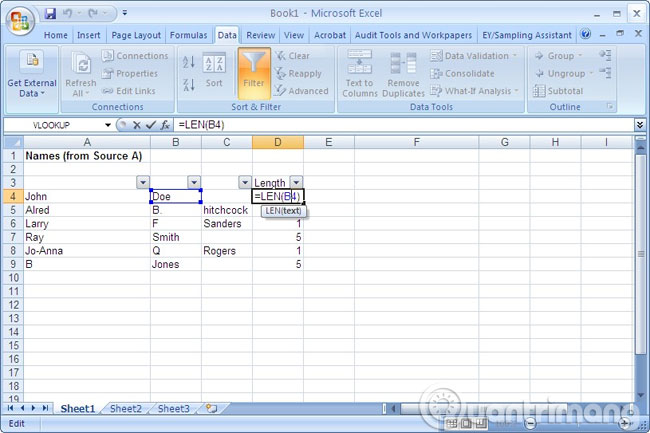 Book1 - Microsoft Excel
Home Insert Page Layout Formulas Data Review View Acrobat Audit Tools and Workpapers EY/Sampling Assistant
Get External Data
Refresh All
Connections
Properties
Edit Links
Connections
Sort
Filter
Clear
Reapply
Advanced
Sort & Filter
Text to Columns
Remove Duplicates
Data Validation
Consolidate
What-If Analysis
Data Tools
Group
Ungroup
Subtotal
Outline
VLOOKUP fx =LEN(B4)
A B C D E F G H I
1 Names (from Source A)
2
3 Length
4 John Doe =LEN(B4)
5 Alred B. hitchcock LEN(text)
6 Larry F Sanders 1
7 Ray Smith 5
8 Jo-Anna Q Rogers 1
9 B Jones 5
10
11
12
13
14
15
16
17
18
19
Sheet1 Sheet2 Sheet3
Edit
Quantrimang